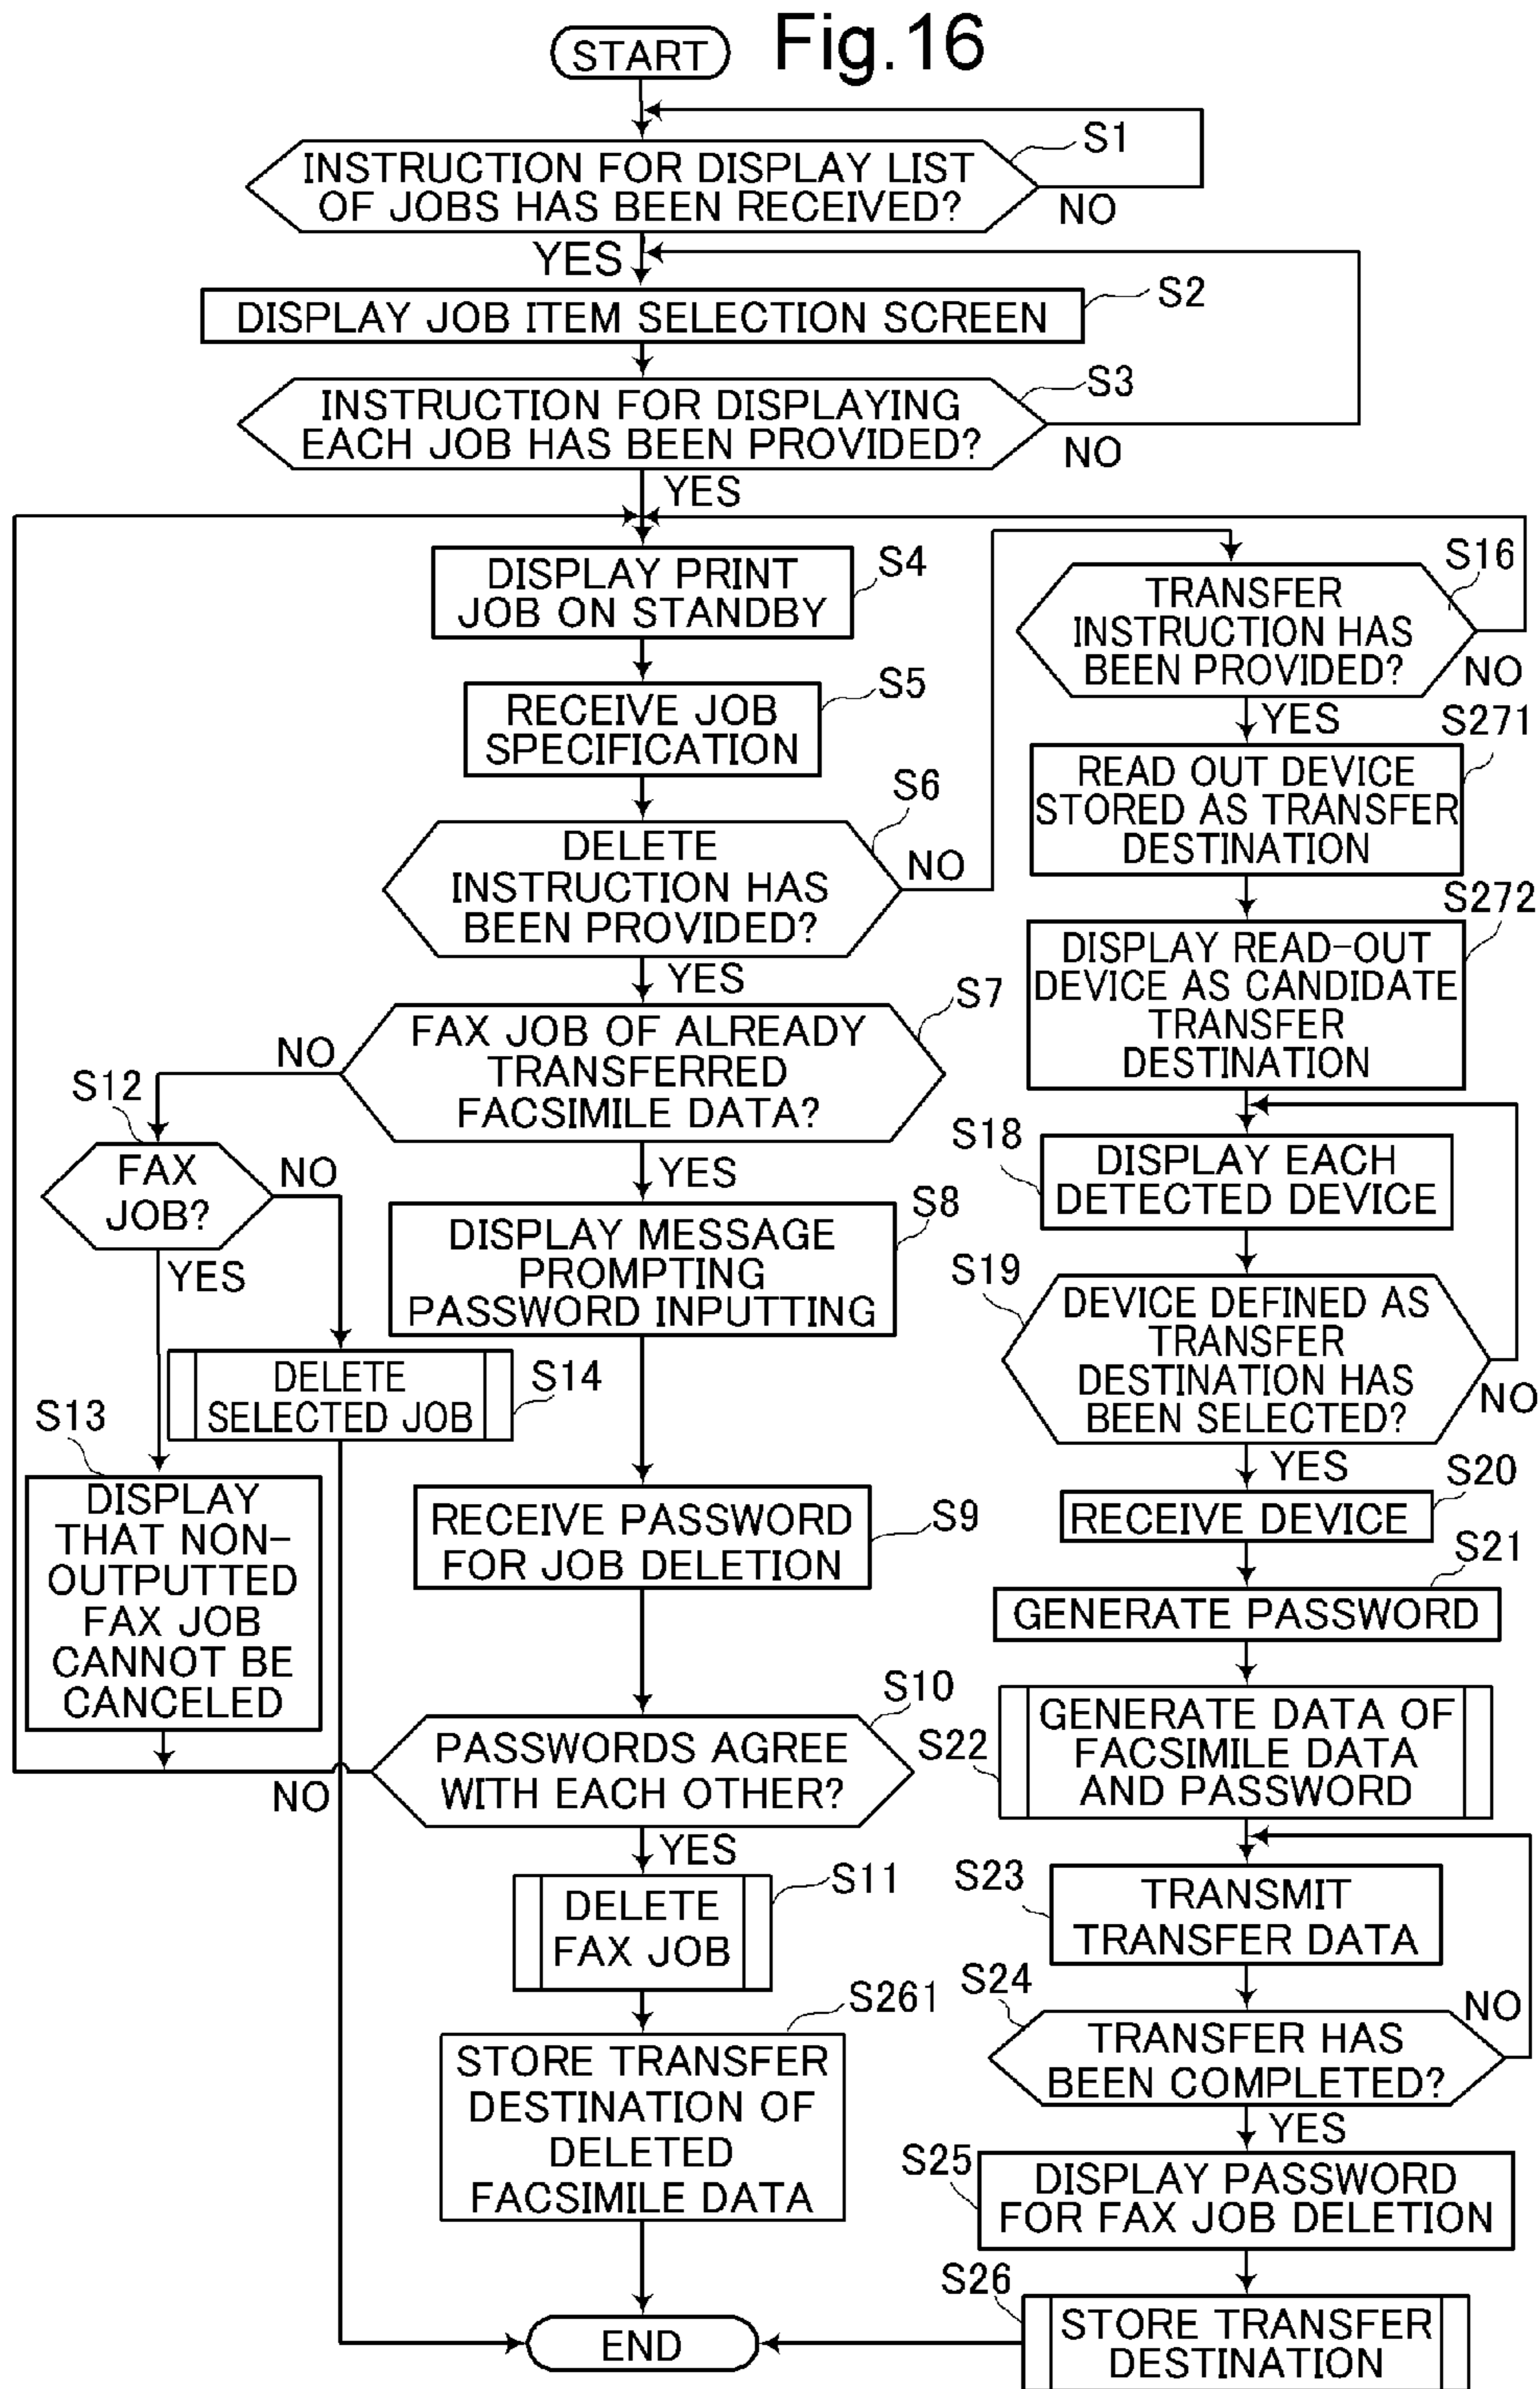 START
Fig.16
S1
INSTRUCTION FOR DISPLAY LIST
OF JOBS HAS BEEN RECEIVED?
NO
YES
S2
DISPLAY JOB ITEM SELECTION SCREEN
S3
INSTRUCTION FOR DISPLAYING
EACH JOB HAS BEEN PROVIDED?
NO
YES
S4
DISPLAY PRINT
JOB ON STANDBY
S5
RECEIVE JOB
SPECIFICATION
S6
DELETE
INSTRUCTION HAS
BEEN PROVIDED?
NO
YES
S7
FAX JOB OF ALREADY
TRANSFERRED
FACSIMILE DATA?
NO
YES
S12
FAX
JOB?
NO
YES
S14
DELETE
SELECTED JOB
S13
DISPLAY
THAT NON-
OUTPUTTED
FAX JOB
CANNOT BE
CANCELED
S8
DISPLAY MESSAGE
PROMPTING
PASSWORD INPUTTING
S9
RECEIVE PASSWORD
FOR JOB DELETION
S10
PASSWORDS AGREE
WITH EACH OTHER?
NO
YES
S11
DELETE
FAX JOB
S261
STORE TRANSFER
DESTINATION OF
DELETED
FACSIMILE DATA
END
S16
TRANSFER
INSTRUCTION HAS
BEEN PROVIDED?
NO
YES
S271
READ OUT DEVICE
STORED AS TRANSFER
DESTINATION
S272
DISPLAY READ-OUT
DEVICE AS CANDIDATE
TRANSFER
DESTINATION
S18
DISPLAY EACH
DETECTED DEVICE
S19
DEVICE DEFINED AS
TRANSFER
DESTINATION HAS
BEEN SELECTED?
NO
YES
S20
RECEIVE DEVICE
S21
GENERATE PASSWORD
S22
GENERATE DATA OF
FACSIMILE DATA
AND PASSWORD
S23
TRANSMIT
TRANSFER DATA
S24
TRANSFER HAS
BEEN COMPLETED?
NO
YES
S25
DISPLAY PASSWORD
FOR FAX JOB DELETION
S26
STORE TRANSFER
DESTINATION